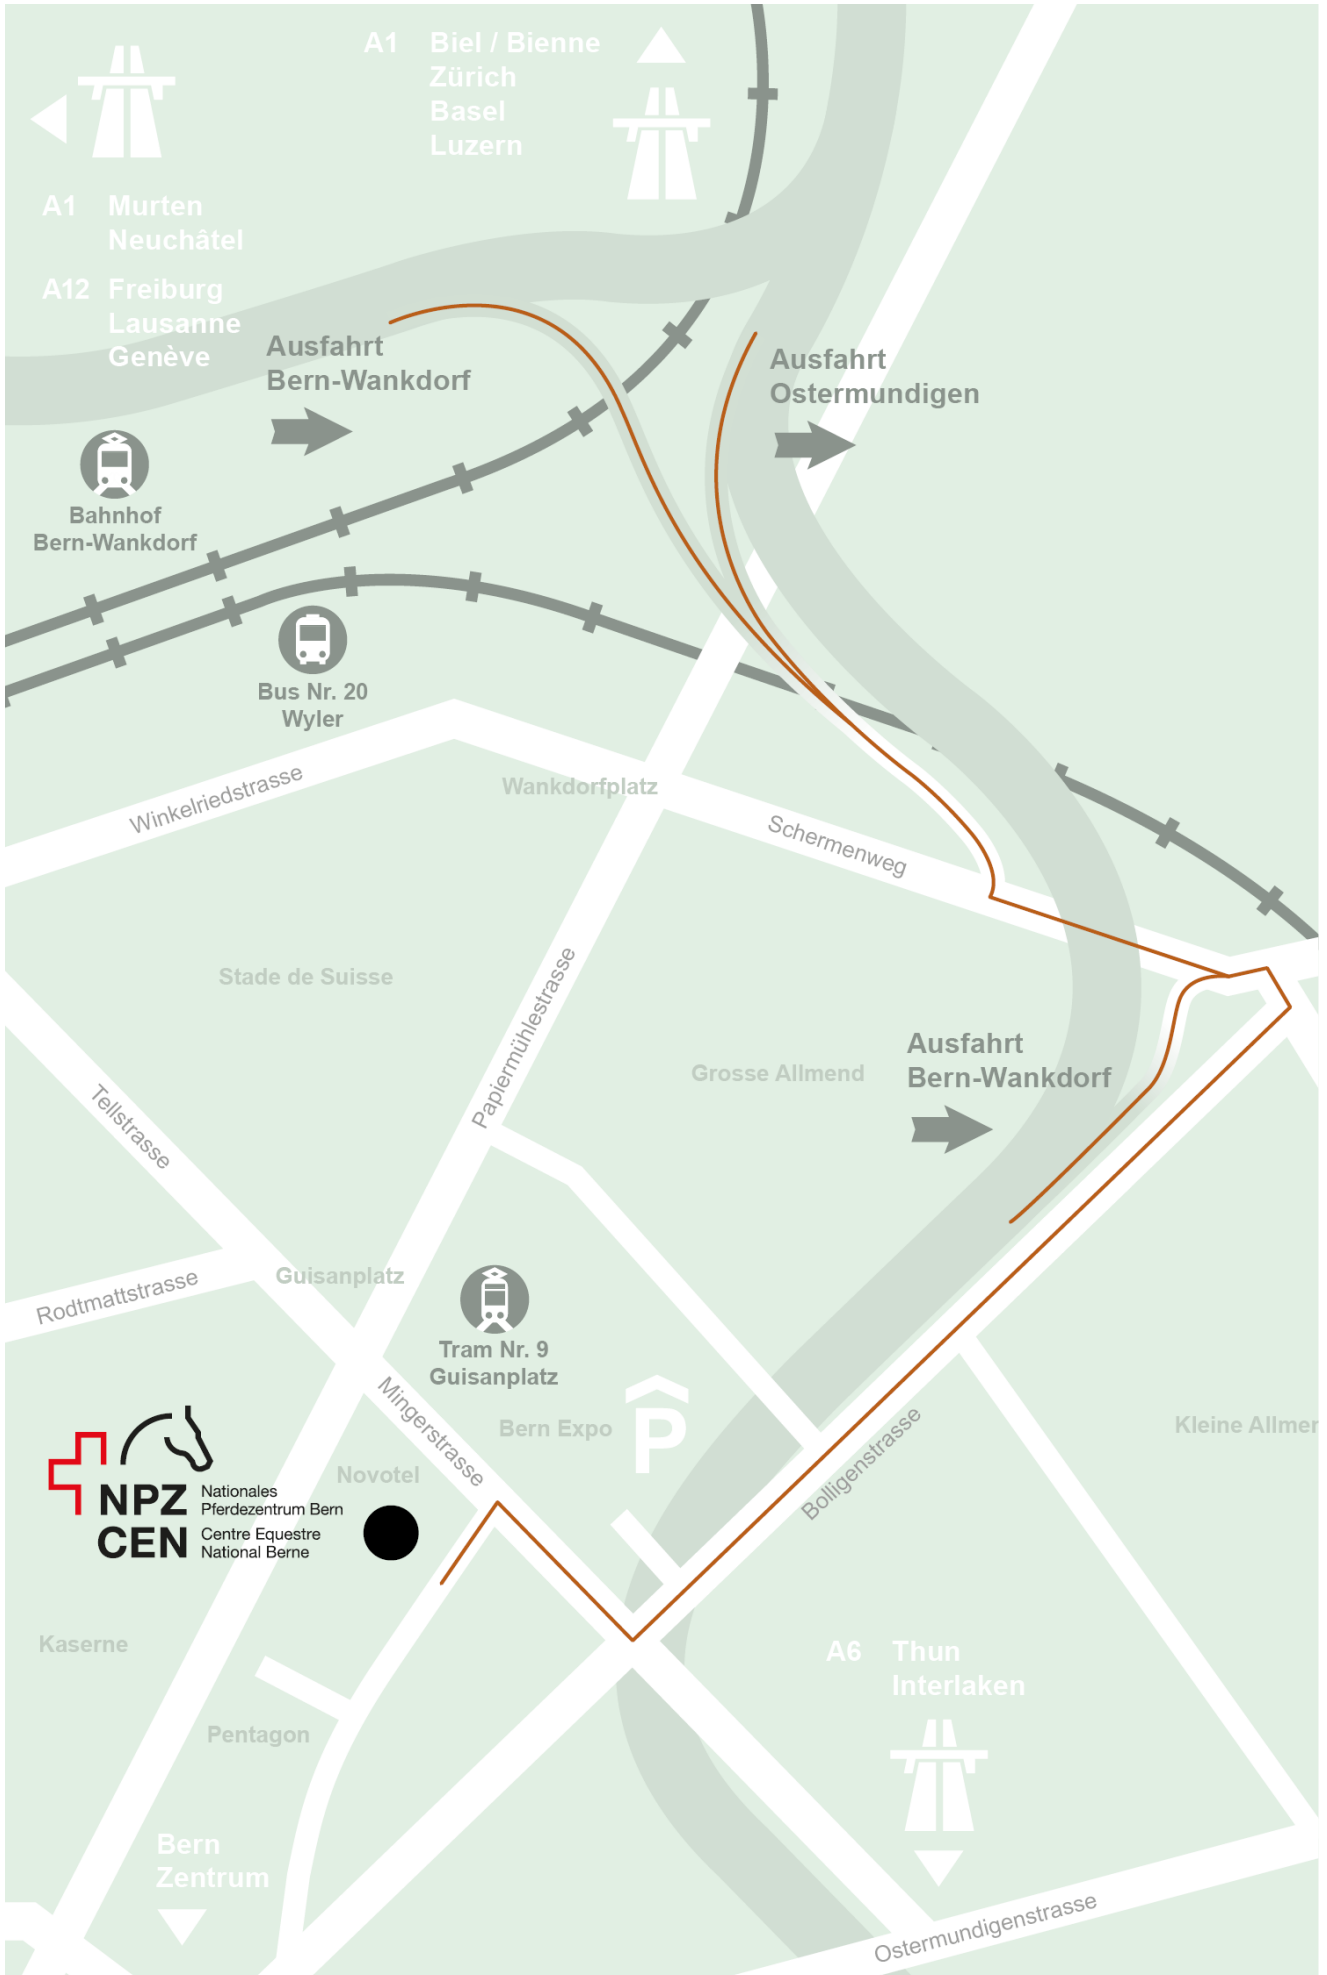 A1 Biel / Bienne
Zürich
Basel
Luzern
A1 Murten
Neuchâtel
A12 Freiburg
Lausanne
Genève
Ausfahrt
Bern-Wankdorf
Ausfahrt
Ostermundigen
Bahnhof
Bern-Wankdorf
Bus Nr. 20
Wyler
Winkelriedstrasse
Wankdorfplatz
Schermenweg
Stade de Suisse
Papiermühlestrasse
Grosse Allmend
Ausfahrt
Bern-Wankdorf
Tellstrasse
Rodtmattstrasse
Guisanplatz
Tram Nr. 9
Guisanplatz
Mingerstrasse
Bern Expo
P
Novotel
Bolligenstrasse
Kleine Allmen
NPZ Nationales
Pferdezentrum Bern
CEN Centre Equestre
National Berne
Kaserne
A6 Thun
Interlaken
Pentagon
Bern
Zentrum
Ostermundigenstrasse